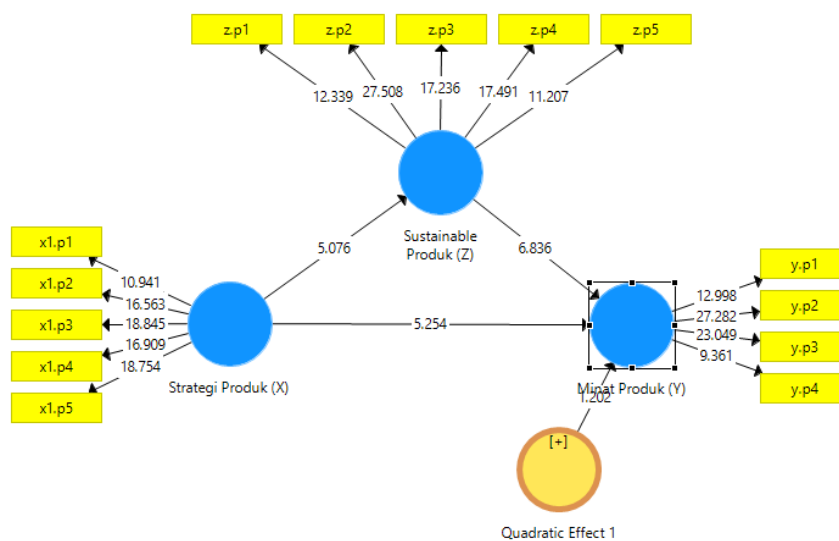 z.p1
z.p2
z.p3
z.p4
z.p5
12.339
27.508
17.236
17.491
11.207
Sustainable
Produk (Z)
5.076
6.836
x1.p1
x1.p2
x1.p3
x1.p4
x1.p5
10.941
16.563
18.845
16.909
18.754
Strategi Produk (X)
5.254
12.998
27.282
23.049
9.361
y.p1
y.p2
y.p3
y.p4
Minat Produk (Y)
1.202
[+]
Quadratic Effect 1